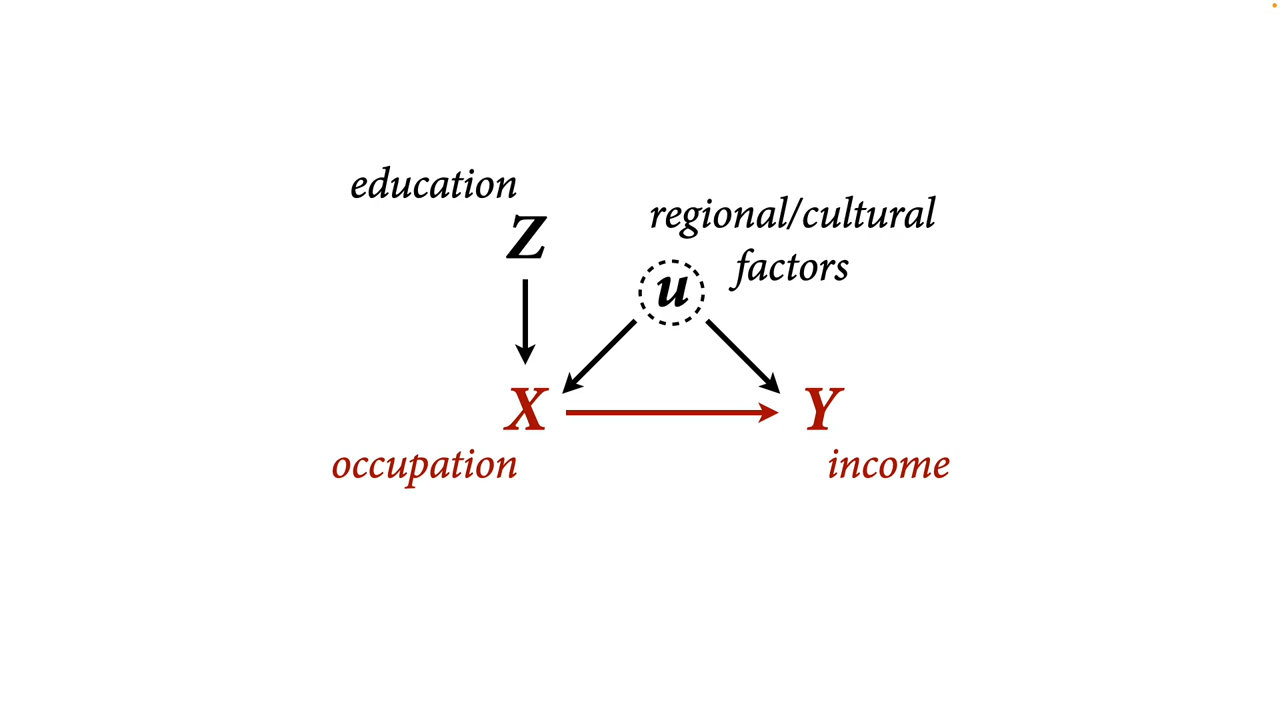 education
Z
regional/cultural
factors
u
X
Y
occupation
income